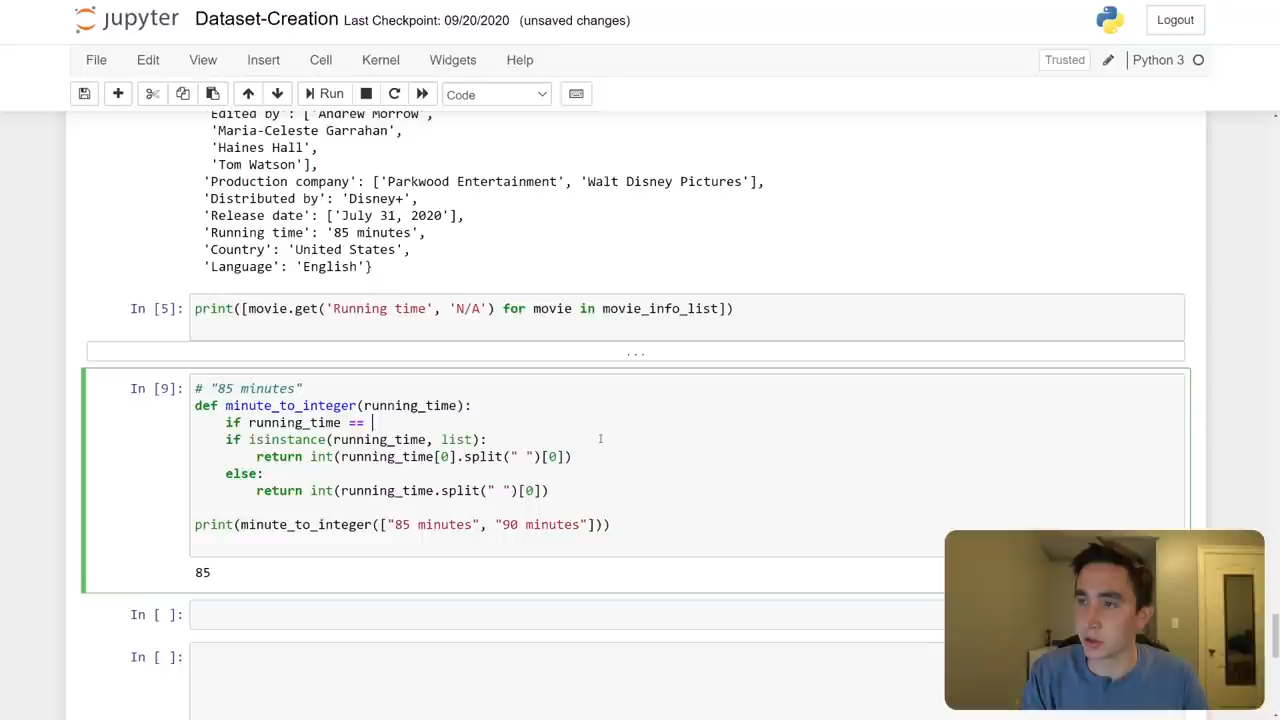 jupyter Dataset-Creation Last Checkpoint: 09/20/2020 (unsaved changes) Logout
File Edit View Insert Cell Kernel Widgets Help Trusted Python 3
Run Code
'Edited by': ['Andrew Morrow',
'Maria-Celeste Garrahan',
'Haines Hall',
'Tom Watson'],
'Production company': ['Parkwood Entertainment', 'Walt Disney Pictures'],
'Distributed by': 'Disney+',
'Release date': ['July 31, 2020'],
'Running time': '85 minutes',
'Country': 'United States',
'Language': 'English'}
In [5]: print([movie.get('Running time', 'N/A') for movie in movie_info_list])
...
In [9]: # "85 minutes"
def minute_to_integer(running_time):
if running_time ==
if isinstance(running_time, list):
return int(running_time[0].split(" ")[0])
else:
return int(running_time.split(" ")[0])
print(minute_to_integer(["85 minutes", "90 minutes"]))
85
In [ ]:
In [ ]: